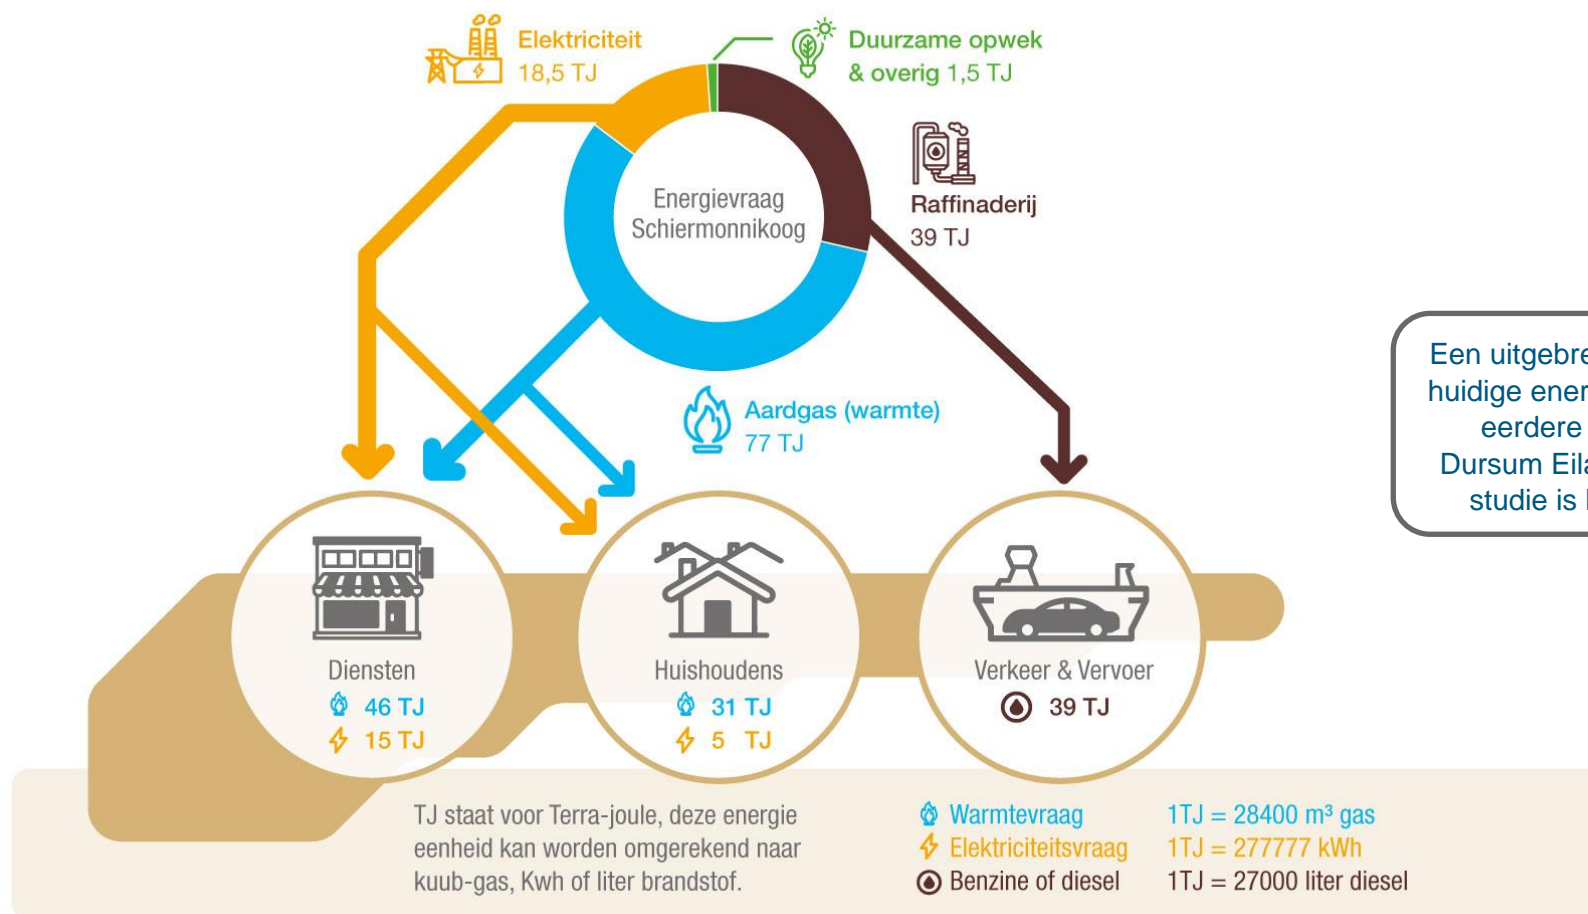 Elektriciteit
18,5 TJ
Duurzame opwek
& overig 1,5 TJ
Raffinaderij
39 TJ
Energievraag
Schiermonnikoog
Aardgas (warmte)
77 TJ
Een
huidige
eerdere
Dursum
studie is
Diensten
46 TJ
15 TJ
Huishoudens
31 TJ
5 TJ
Verkeer & Vervoer
39 TJ
TJ staat voor Terra-joule, deze energie
eenheid kan worden omgerekend naar
kuub-gas, Kwh of liter brandstof.
Warmtevraag 1TJ = 28400 m³ gas
Elektriciteitsvraag 1TJ = 277777 kWh
Benzine of diesel 1TJ = 27000 liter diesel